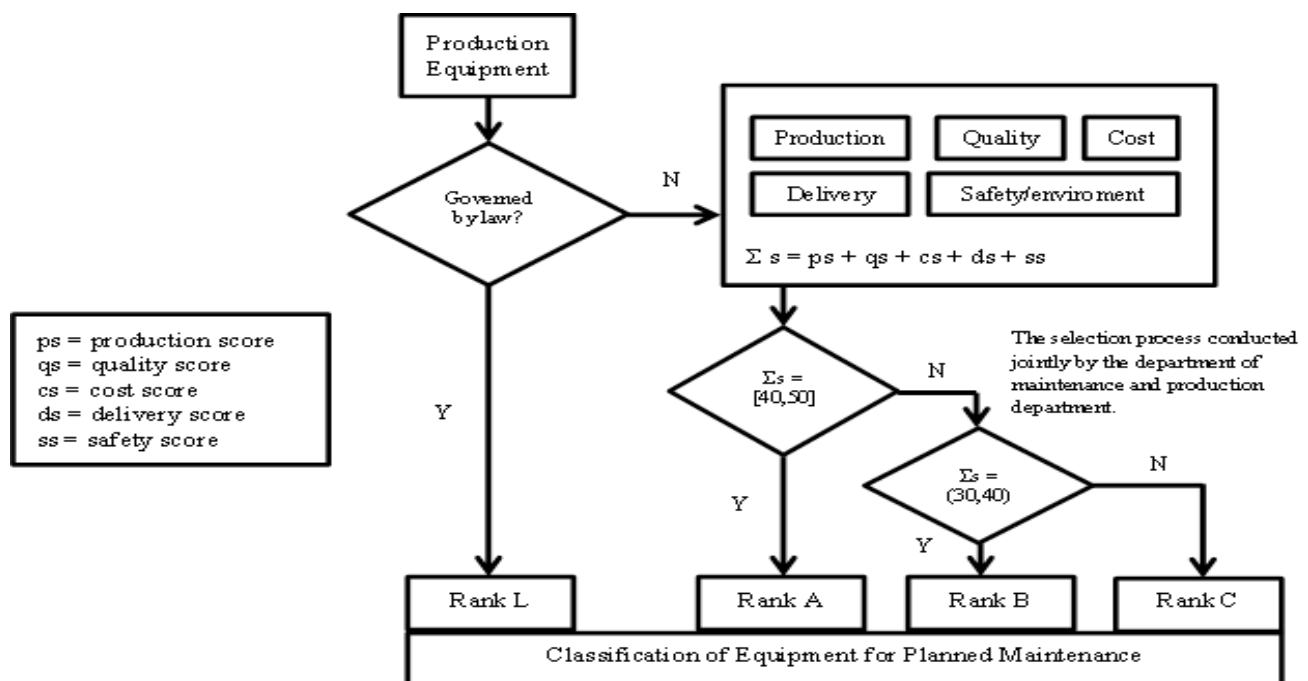 Production
Equipment
Governed
by law?
N
Production
Quality
Cost
Delivery
Safety/enviroment
Σ s = ps + qs + cs + ds + ss
ps = production score
qs = quality score
cs = cost score
ds = delivery score
ss = safety score
Y
Σs =
[40,50]
N
The selection process conducted
jointly by the department of
maintenance and production
department.
Y
Σs =
(30,40)
N
Y
Rank L
Rank A
Rank B
Rank C
Classification of Equipment for Planned Maintenance